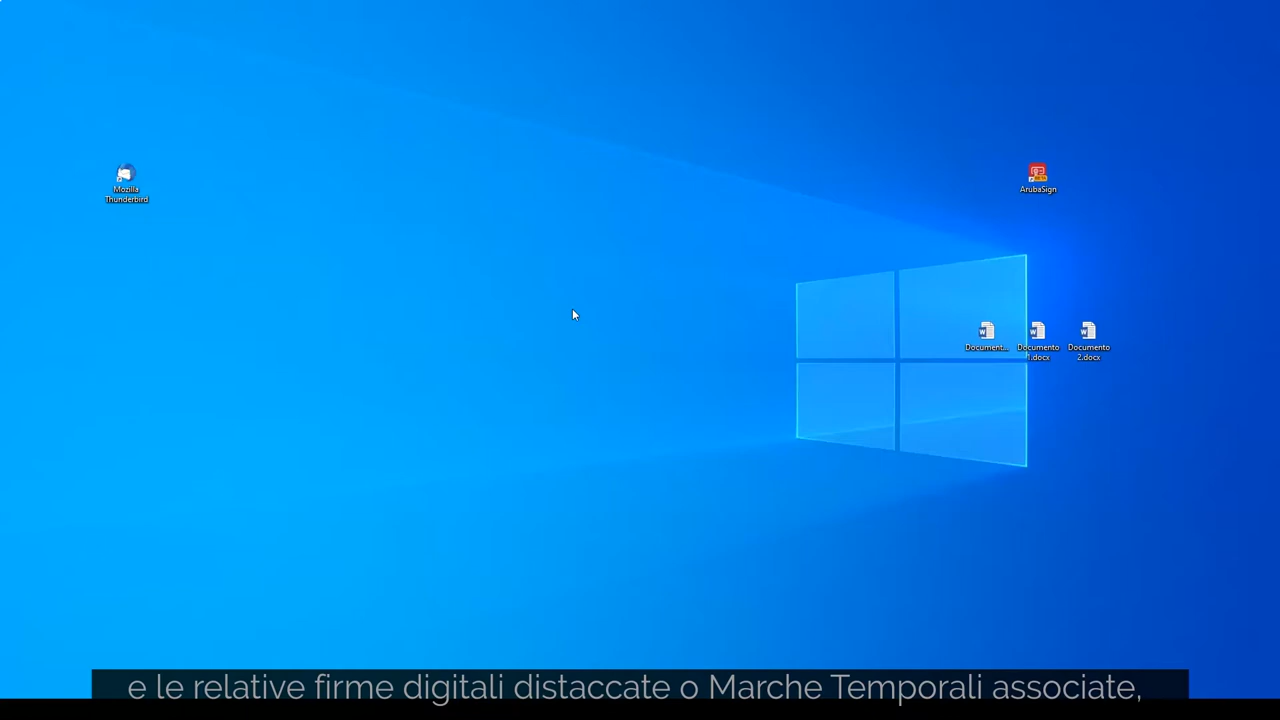 Mozilla
Thunderbird
ArubaSign
Document...
Documento
1.docx
Documento
2.docx
e le relative firme digitali distaccate o Marche Temporali associate,